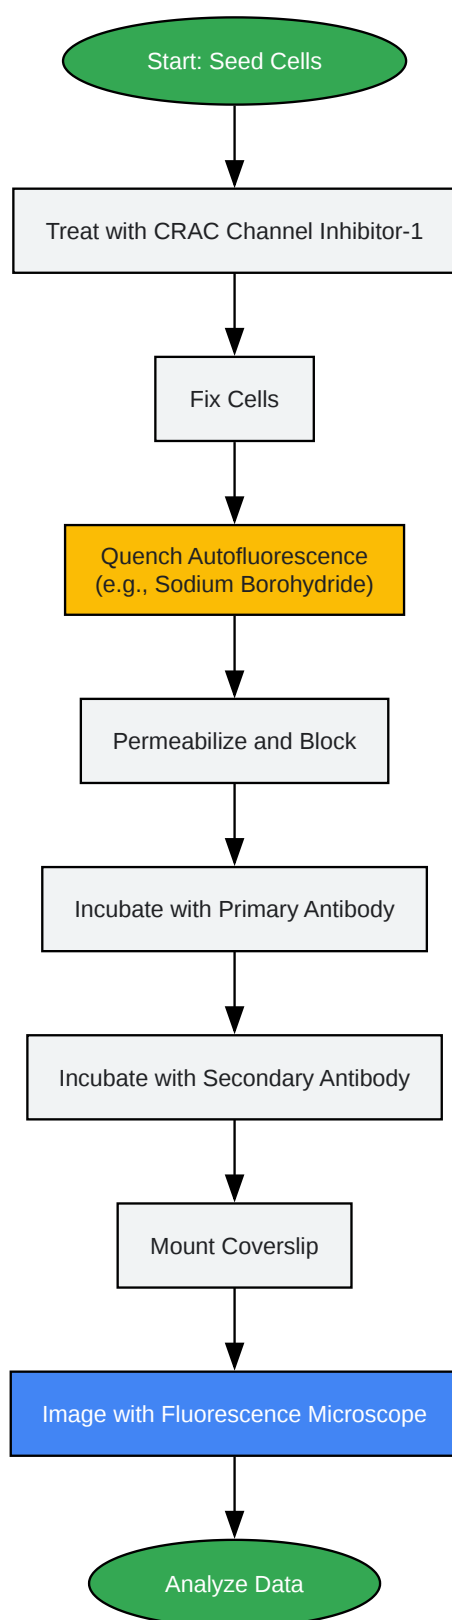 Start: Seed Cells
Treat with CRAC Channel Inhibitor-1
Fix Cells
Quench Autofluorescence
(e.g., Sodium Borohydride)
Permeabilize and Block
Incubate with Primary Antibody
Incubate with Secondary Antibody
Mount Coverslip
Image with Fluorescence Microscope
Analyze Data